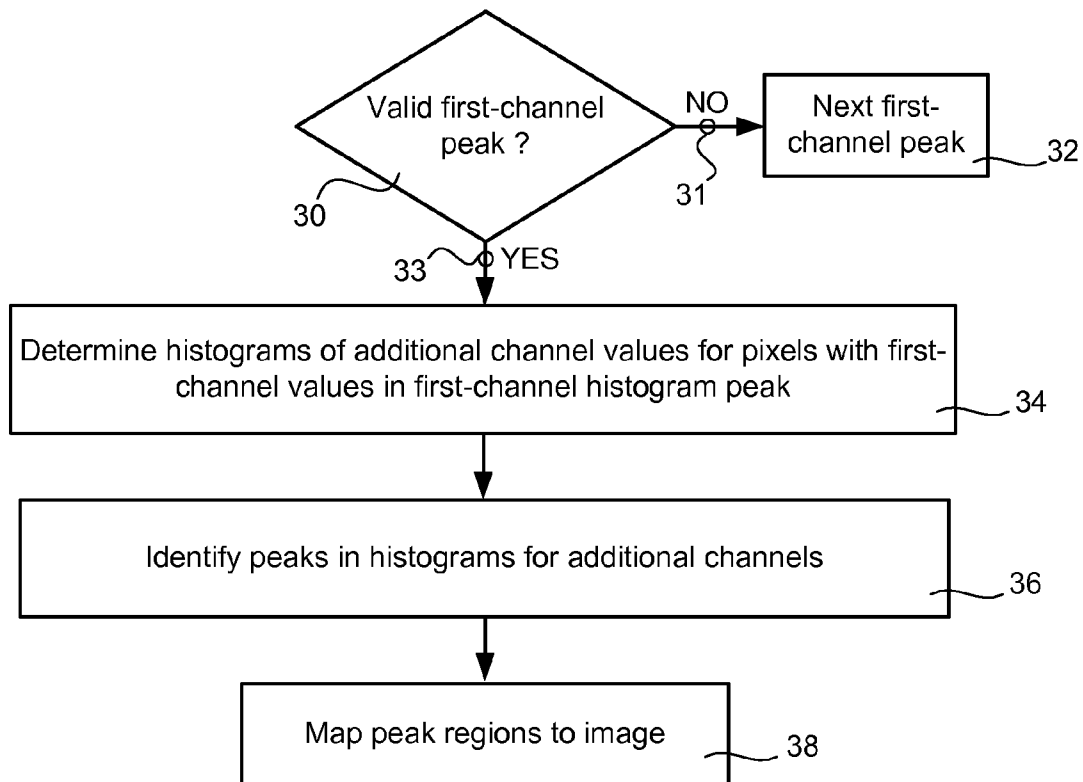 Valid first-channel
peak ?
30
NO
31
Next first-
channel peak
32
33
YES
Determine histograms of additional channel values for pixels with first-
channel values in first-channel histogram peak
34
Identify peaks in histograms for additional channels
36
Map peak regions to image
38